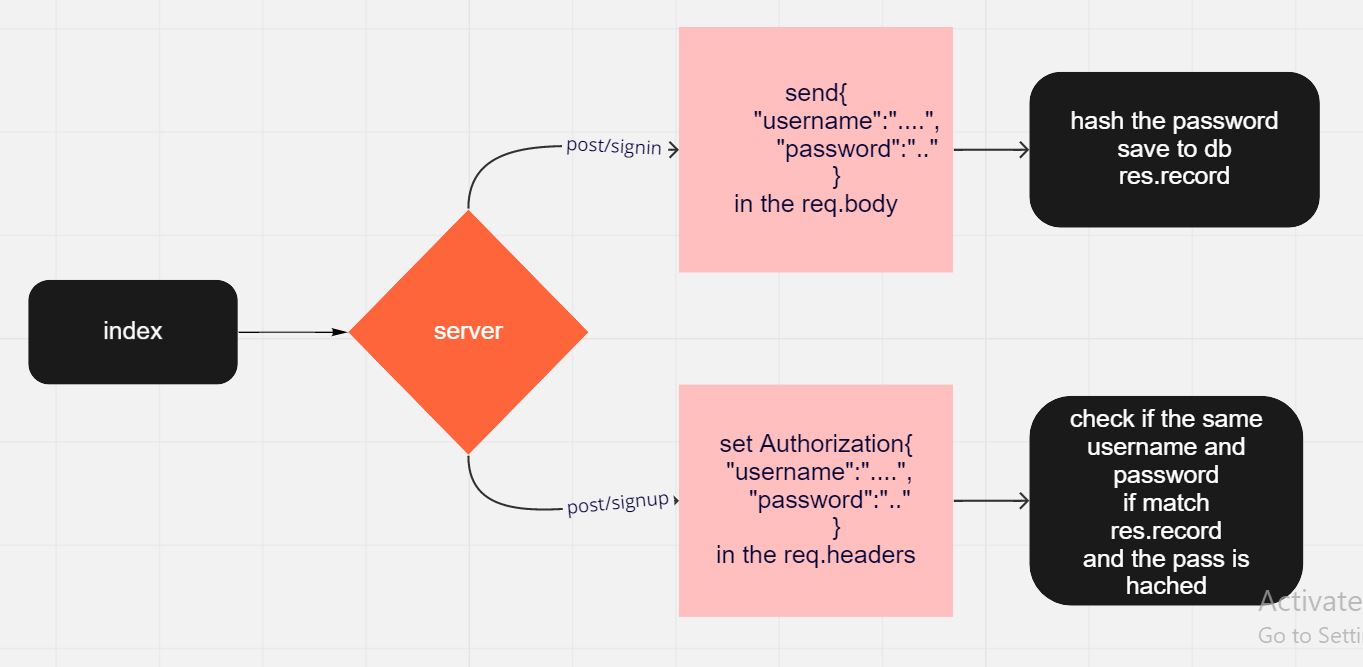 index
server
post/signin
send{
"username":"....",
"password":".."
}
in the req.body
hash the password
save to db
res.record
post/signup
set Authorization{
"username":"....",
"password":".."
}
in the req.headers
check if the same
username and
password
if match
res.record
and the pass is
hached
Activate
Go to Setti